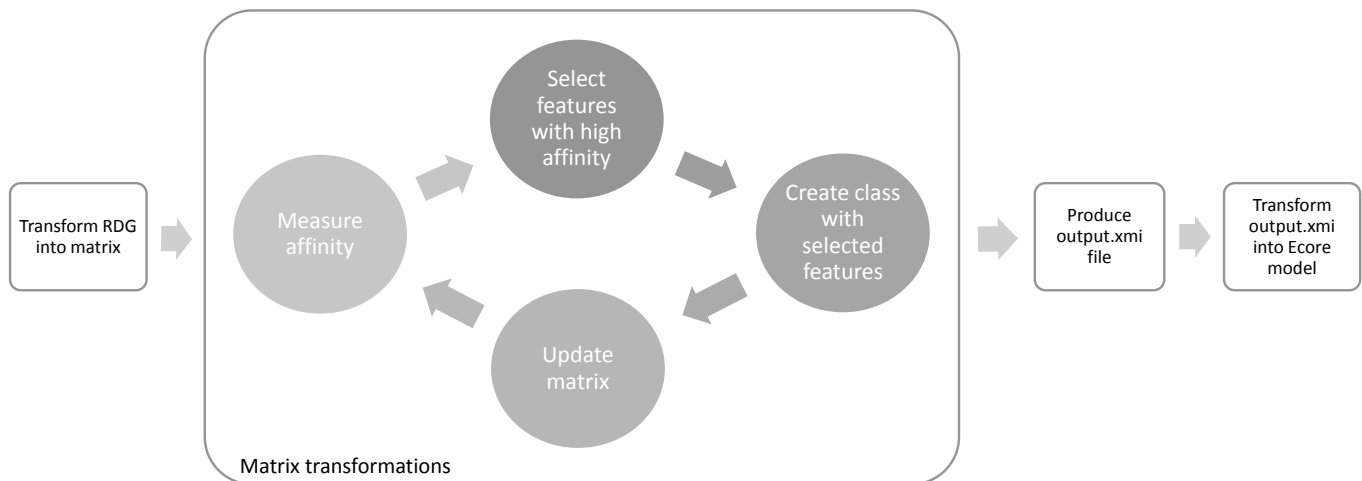 Transform RDG
into matrix
Measure
affinity
Select
features
with high
affinity
Create class
with
selected
features
Update
matrix
Matrix transformations
Produce
output.xmi
file
Transform
output.xmi
into Ecore
model